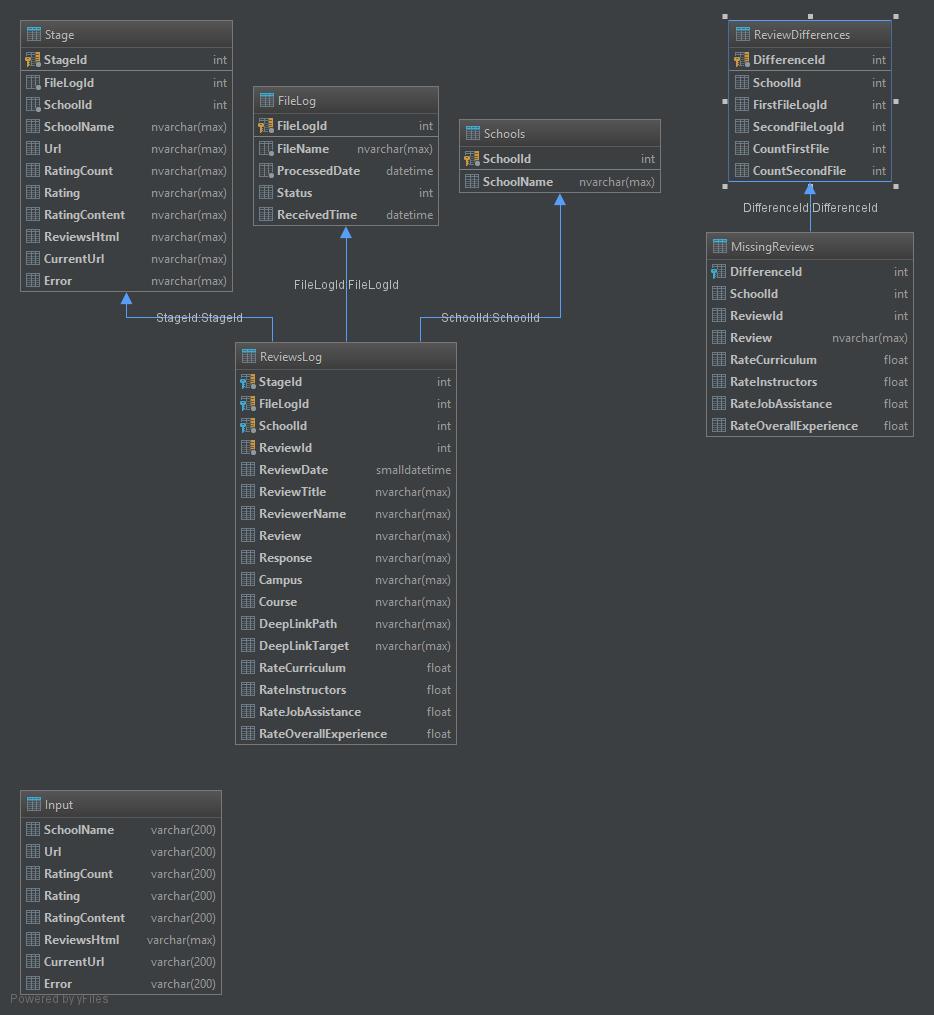 Stage
StageId int
FileLogId int
SchoolId int
SchoolName nvarchar(max)
Url nvarchar(max)
RatingCount nvarchar(max)
Rating nvarchar(max)
RatingContent nvarchar(max)
ReviewsHtml nvarchar(max)
CurrentUrl nvarchar(max)
Error nvarchar(max)
FileLog
FileLogId int
FileName nvarchar(max)
ProcessedDate datetime
Status int
ReceivedTime datetime
Schools
SchoolId int
SchoolName nvarchar(max)
ReviewDifferences
DifferenceId int
SchoolId int
FirstFileLogId int
SecondFileLogId int
CountFirstFile int
CountSecondFile int
DifferenceId:DifferenceId
MissingReviews
DifferenceId int
SchoolId int
ReviewId int
Review nvarchar(max)
RateCurriculum float
RateInstructors float
RateJobAssistance float
RateOverallExperience float
StageId:StageId
FileLogId:FileLogId
SchoolId:SchoolId
ReviewsLog
StageId int
FileLogId int
SchoolId int
ReviewId int
ReviewDate smalldatetime
ReviewTitle nvarchar(max)
ReviewerName nvarchar(max)
Review nvarchar(max)
Response nvarchar(max)
Campus nvarchar(max)
Course nvarchar(max)
DeepLinkPath nvarchar(max)
DeepLinkTarget nvarchar(max)
RateCurriculum float
RateInstructors float
RateJobAssistance float
RateOverallExperience float
Input
SchoolName varchar(200)
Url varchar(200)
RatingCount varchar(200)
Rating varchar(200)
RatingContent varchar(200)
ReviewsHtml varchar(max)
CurrentUrl varchar(200)
Error varchar(200)
Powered by yFiles